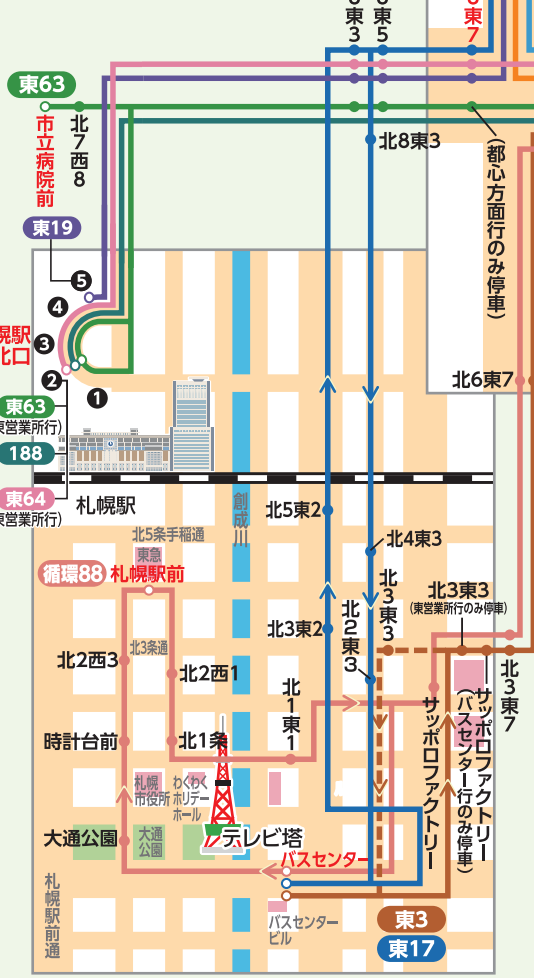 東3
東5
東7
東63
市立病院前
北7西8
北8東3
(都心方面行のみ停車)
東19
5
4
3
2
1
幌駅
北口
東63
東営業所行)
188
東64
東営業所行)
北6東7
札幌駅
創成川
北5条手稲通
東急
循環88
札幌駅前
北3条通
北5東2
北4東3
北3東3
北3東2
北2東3
北3東3
(東営業所行のみ停車)
北2西3
北2西1
北1東1
時計台前
北1条
札幌市役所
わくわくホリデーホール
大通公園
大通公園
テレビ塔
バスセンター
札幌駅前通
バスセンタービル
サッポロファクトリー
サッポロファクトリー
(バスセンター行のみ停車)
北3東7
東3
東17